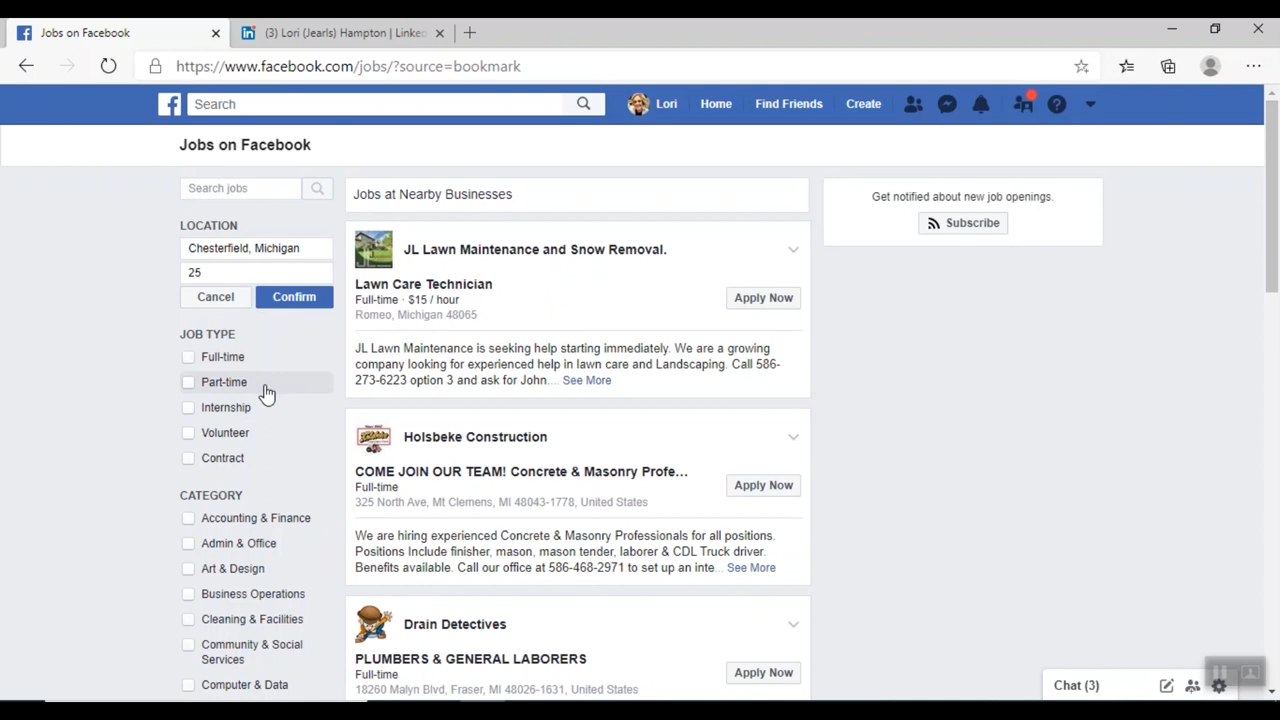 Jobs on Facebook
(3) Lori (Jearls) Hampton | Linke
https://www.facebook.com/jobs/?source=bookmark
Search
Lori
Home
Find Friends
Create
Jobs on Facebook
Search jobs
LOCATION
Chesterfield, Michigan
25
Cancel
Confirm
JOB TYPE
Full-time
Part-time
Internship
Volunteer
Contract
CATEGORY
Accounting & Finance
Admin & Office
Art & Design
Business Operations
Cleaning & Facilities
Community & Social
Services
Computer & Data
Jobs at Nearby Businesses
JL Lawn Maintenance and Snow Removal.
Lawn Care Technician
Full-time · $15 / hour
Romeo, Michigan 48065
Apply Now
JL Lawn Maintenance is seeking help starting immediately. We are a growing
company looking for experienced help in lawn care and Landscaping. Call 586-
273-6223 option 3 and ask for John.... See More
Holsbeke Construction
COME JOIN OUR TEAM! Concrete & Masonry Profe...
Full-time
325 North Ave, Mt Clemens, MI 48043-1778, United States
Apply Now
We are hiring experienced Concrete & Masonry Professionals for all positions.
Positions Include finisher, mason, mason tender, laborer & CDL Truck driver.
Benefits available. Call our office at 586-468-2971 to set up an inte... See More
Drain Detectives
PLUMBERS & GENERAL LABORERS
Full-time
18260 Malyn Blvd, Fraser, MI 48026-1631, United States
Apply Now
Get notified about new job openings.
Subscribe
Chat (3)